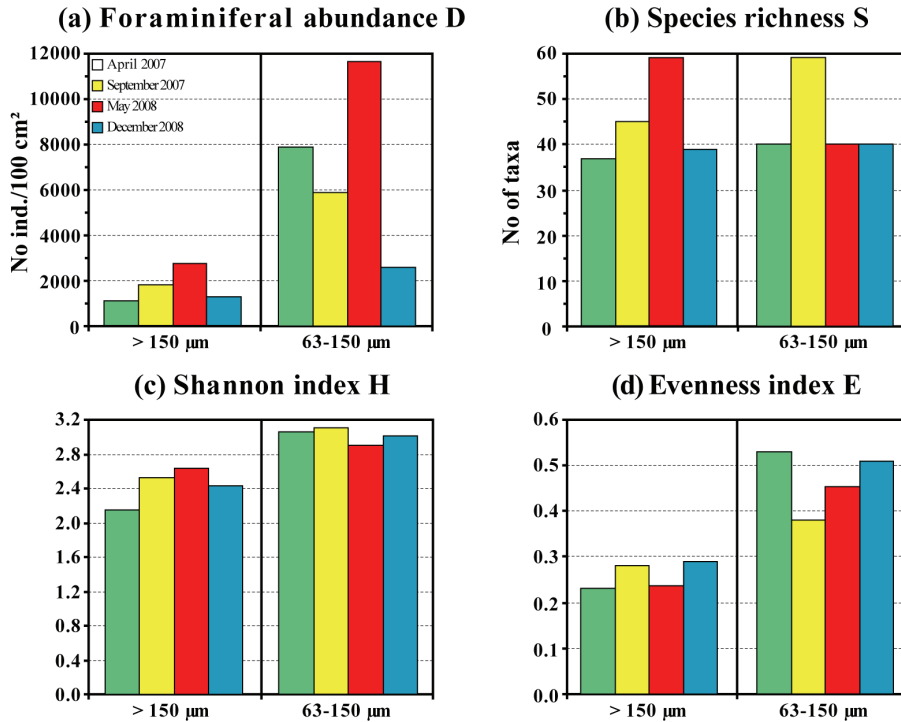 (a) Foraminiferal abundance D
No ind./100 cm²
12000
10000
8000
6000
4000
2000
0
April 2007
September 2007
May 2008
December 2008
> 150 µm
63-150 µm
(b) Species richness S
No of taxa
60
50
40
30
20
10
0
> 150 µm
63-150 µm
(c) Shannon index H
3.2
2.8
2.4
2.0
1.6
1.2
0.8
0.4
0.0
> 150 µm
63-150 µm
(d) Evenness index E
0.6
0.5
0.4
0.3
0.2
0.1
0.0
> 150 µm
63-150 µm